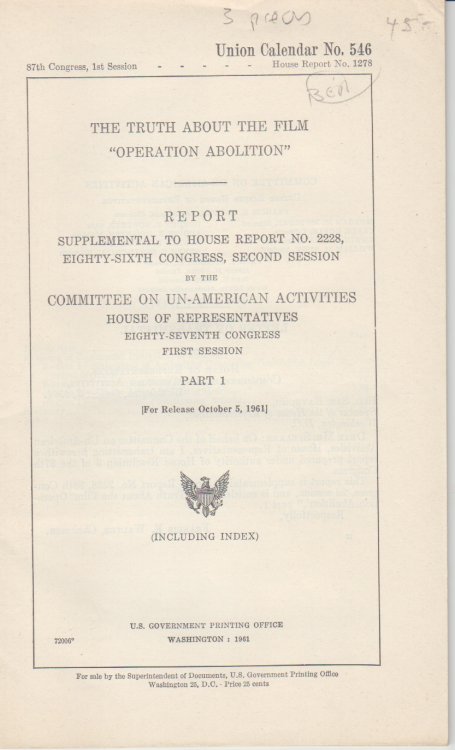 3 pieces
45-
Union Calendar No. 546
87th Congress, 1st Session - - - - - House Report No. 1278
THE TRUTH ABOUT THE FILM
"OPERATION ABOLITION"
REPORT
SUPPLEMENTAL TO HOUSE REPORT NO. 2228,
EIGHTY-SIXTH CONGRESS, SECOND SESSION
BY THE
COMMITTEE ON UN-AMERICAN ACTIVITIES
HOUSE OF REPRESENTATIVES
EIGHTY-SEVENTH CONGRESS
FIRST SESSION
PART 1
[For Release October 5, 1961]
(INCLUDING INDEX)
U.S. GOVERNMENT PRINTING OFFICE
72006° WASHINGTON : 1961
For sale by the Superintendent of Documents, U.S. Government Printing Office
Washington 25, D.C. - Price 25 cents